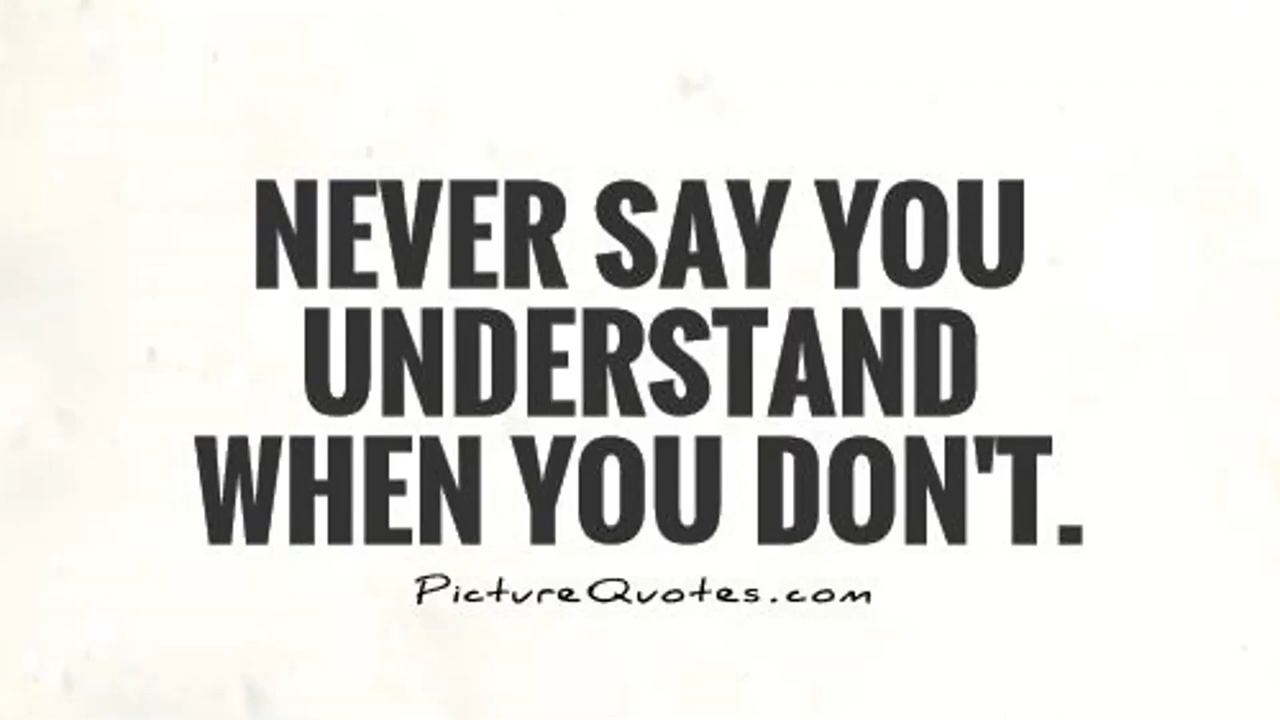 NEVER SAY YOU
UNDERSTAND
WHEN YOU DON'T.
PictureQuotes.com